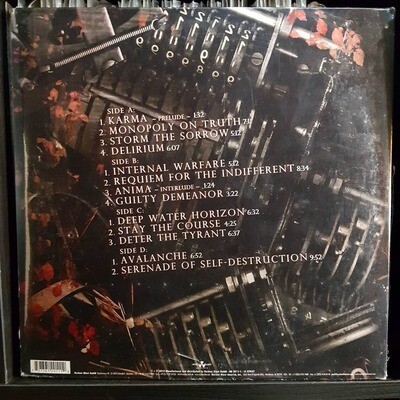 SIDE A:
1. KARMA ~ PRELUDE ~ 1:32
2. MONOPOLY ON TRUTH 7:11
3. STORM THE SORROW 5:12
4. DELIRIUM 6:07
SIDE B:
1. INTERNAL WARFARE 5:12
2. REQUIEM FOR THE INDIFFERENT 8:34
3. ANIMA ~ INTERLUDE ~ 1:24
4. GUILTY DEMEANOR 3:22
SIDE C:
1. DEEP WATER HORIZON 6:32
2. STAY THE COURSE 4:25
3. DETER THE TYRANT 6:37
SIDE D:
1. AVALANCHE 6:52
2. SERENADE OF SELF-DESTRUCTION 9:52